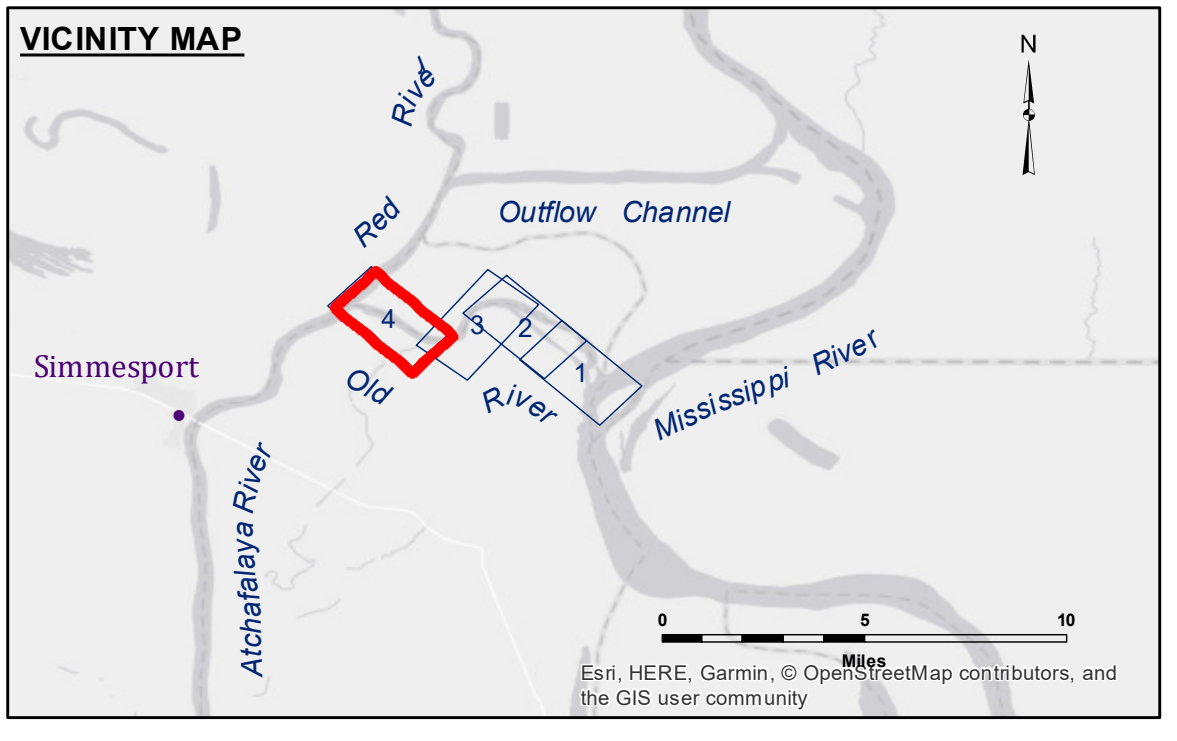 VICINITY MAP
N
River
Red
Outflow Channel
4
3
2
1
Simmesport
Old
River
Mississippi River
Atchafalaya River
0 5 10
Miles
Esri, HERE, Garmin, © OpenStreetMap contributors, and
the GIS user community